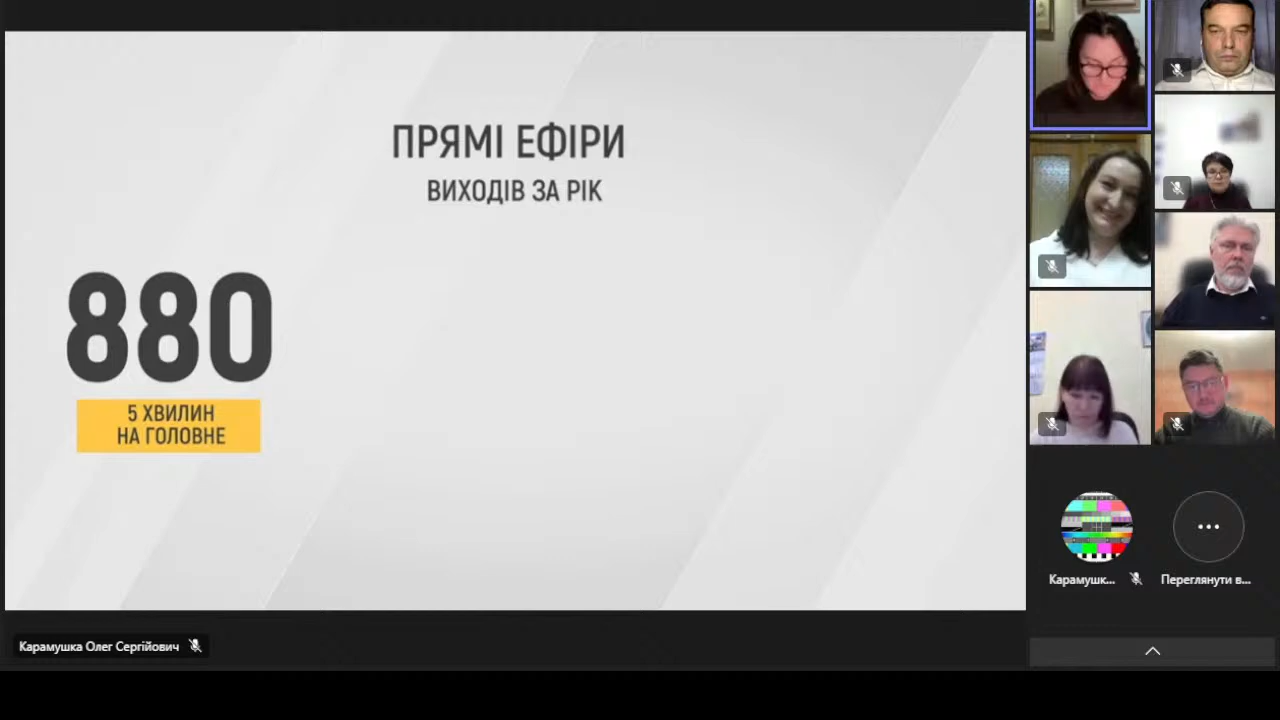 ПРЯМІ ЕФІРИ
ВИХОДІВ ЗА РІК
880
5 ХВИЛИН
НА ГОЛОВНЕ
Карамушк...
Переглянути в...
Карамушка Олег Сергійович